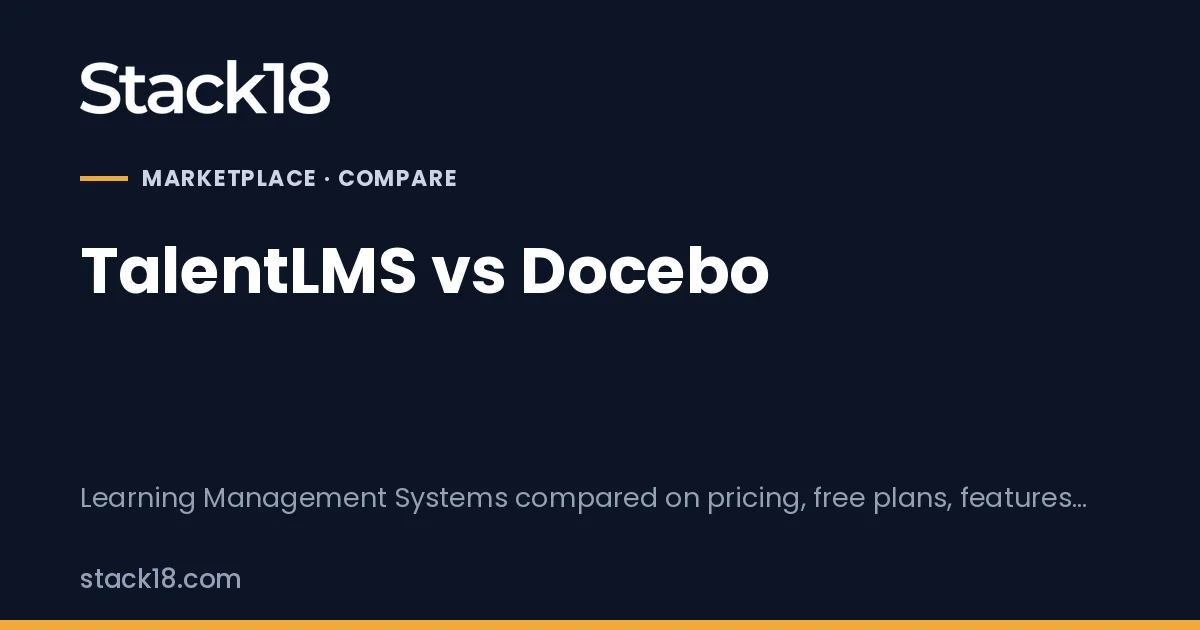 Stack18
MARKETPLACE · COMPARE
TalentLMS vs Docebo
Learning Management Systems compared on pricing, free plans, features...
stack18.com